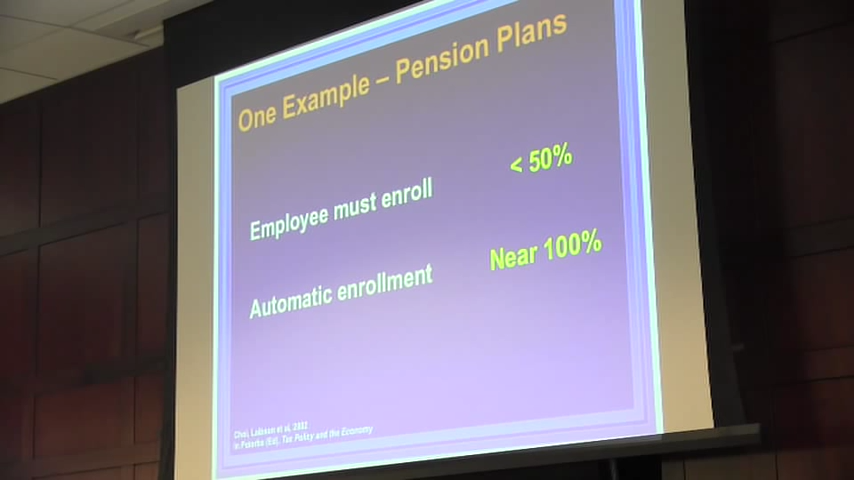 One Example – Pension Plans
Employee must enroll < 50%
Automatic enrollment Near 100%
Choi, Laibson et al, 2002
in Poterba (Ed). Tax Policy and the Economy